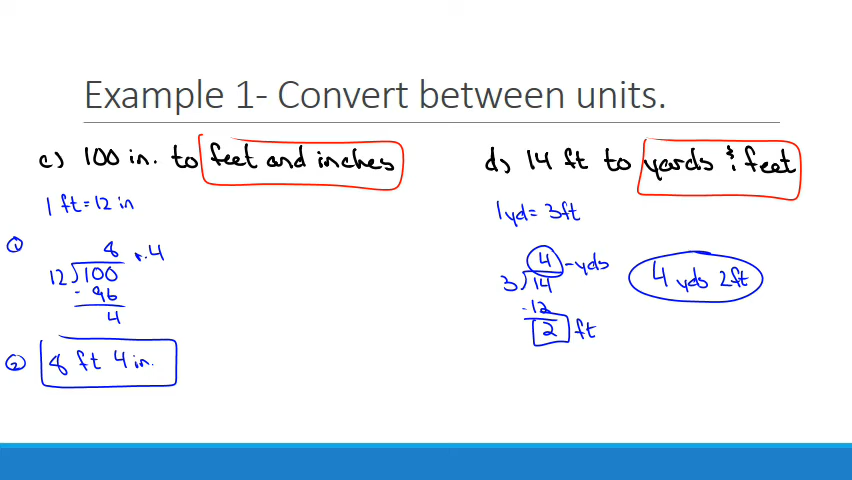 Example 1- Convert between units.
c) 100 in. to feet and inches
1 ft = 12 in
①
8 r. 4
12 100
- 96
4
② 8 ft 4 in.
d) 14 ft to yards & feet
1 yd = 3ft
4 - yds
3 14
- 12
2 ft
4 yds 2ft